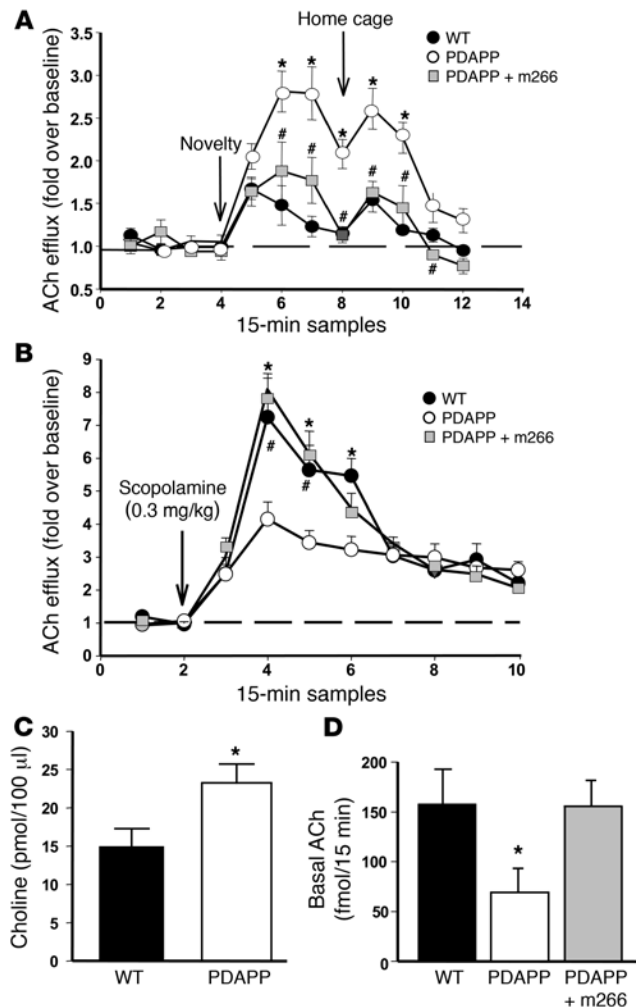 A
Home cage
WT
PDAPP
PDAPP + m266
Novelty
ACh efflux (fold over baseline)
3.5
3.0
2.5
2.0
1.5
1.0
0.5
* * * * *
# # # # # #
0 2 4 6 8 10 12 14
15-min samples
B
WT
PDAPP
PDAPP + m266
Scopolamine
(0.3 mg/kg)
ACh efflux (fold over baseline)
9
8
7
6
5
4
3
2
1
0
* * *
# #
0 2 4 6 8 10
15-min samples
C
Choline (pmol/100 µl)
30
25
20
15
10
5
0
*
WT PDAPP
D
Basal ACh
(fmol/15 min)
200
150
100
50
0
*
WT PDAPP PDAPP
+ m266